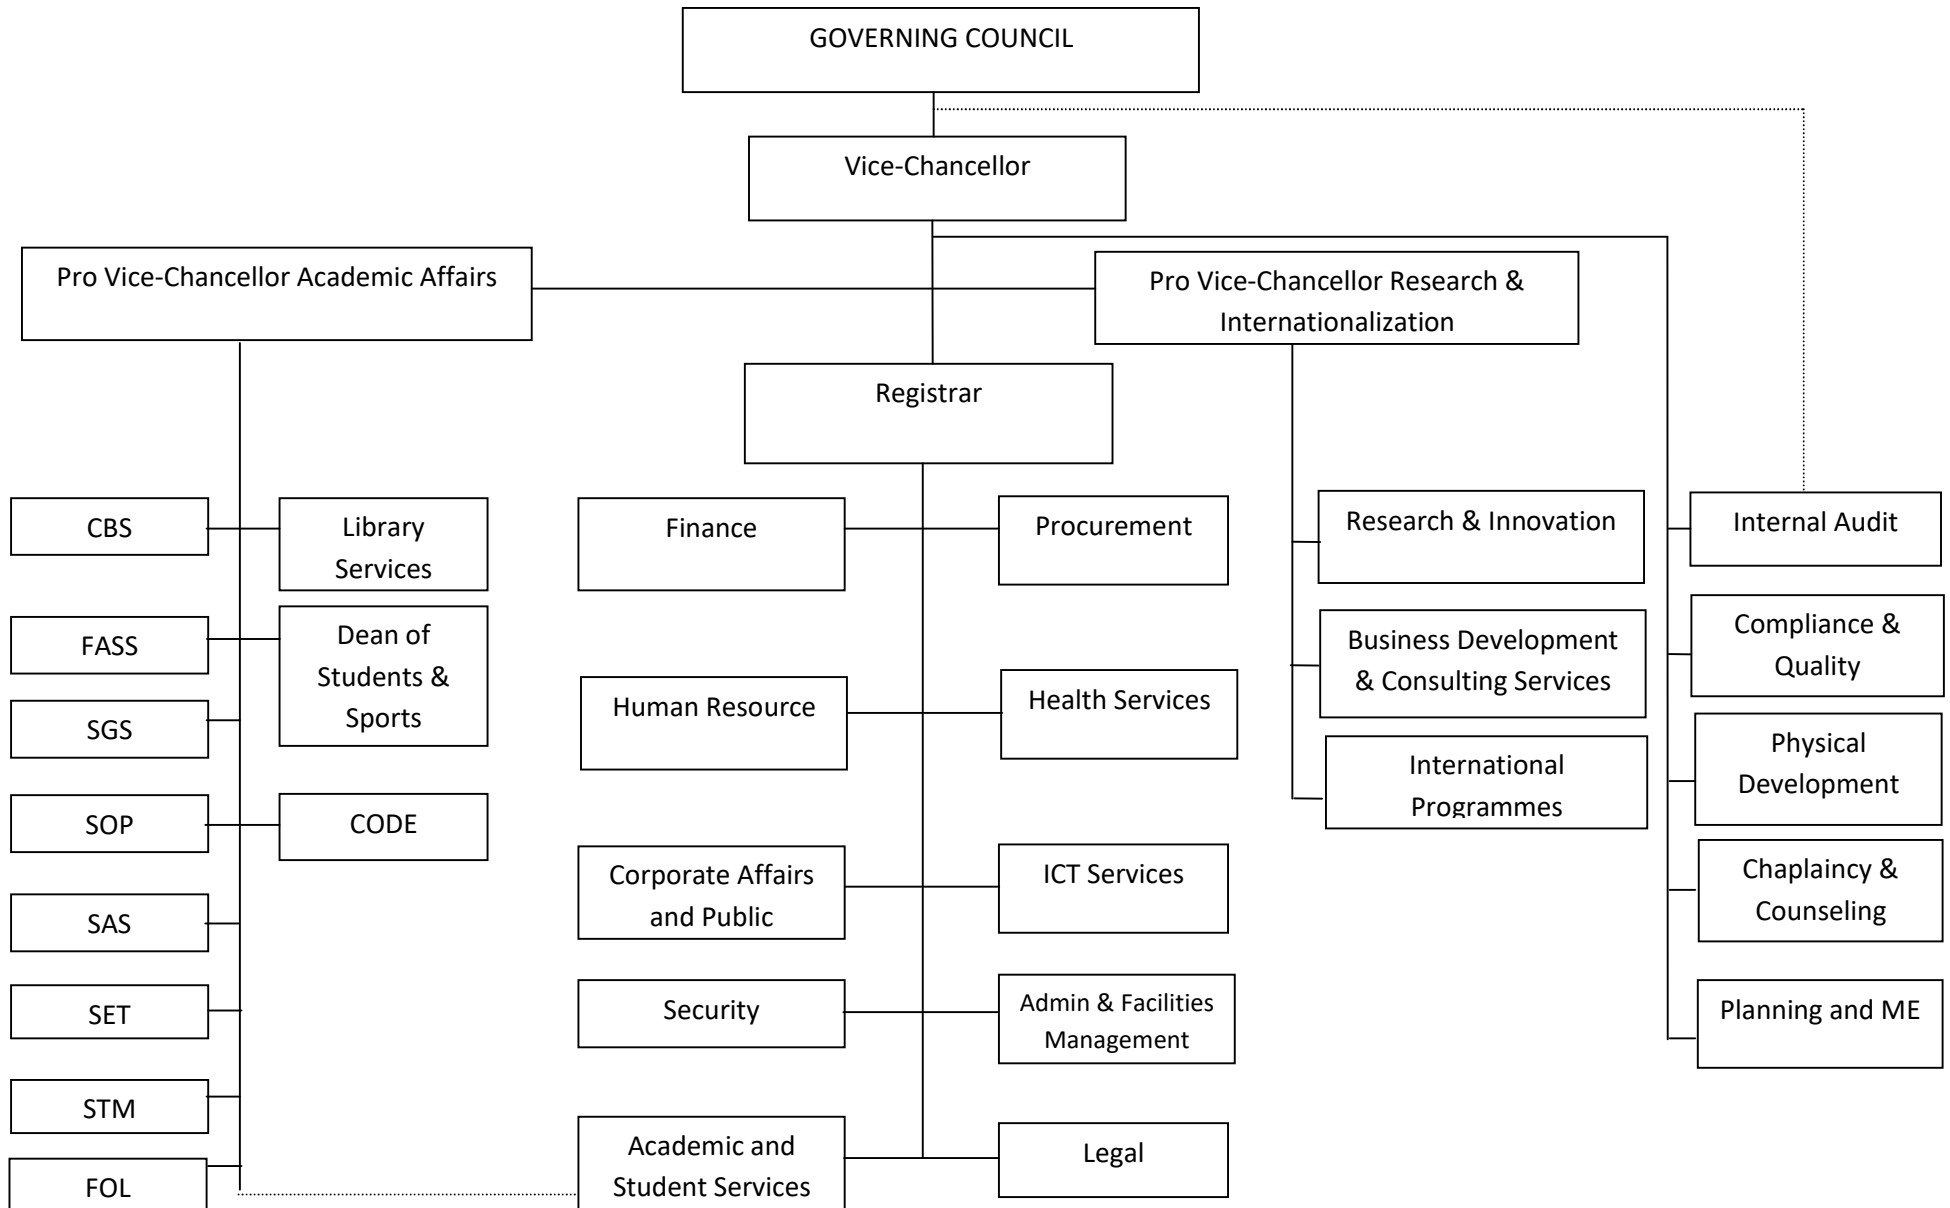 GOVERNING COUNCIL
Vice-Chancellor
Pro Vice-Chancellor Academic Affairs
Pro Vice-Chancellor Research &
Internationalization
Registrar
CBS
Library
Services
FASS
Dean of
Students &
Sports
SGS
SOP
CODE
SAS
SET
STM
FOL
Finance
Procurement
Human Resource
Health Services
Corporate Affairs
and Public
ICT Services
Security
Admin & Facilities
Management
Academic and
Student Services
Legal
Research & Innovation
Business Development
& Consulting Services
International
Programmes
Internal Audit
Compliance &
Quality
Physical
Development
Chaplaincy &
Counseling
Planning and ME